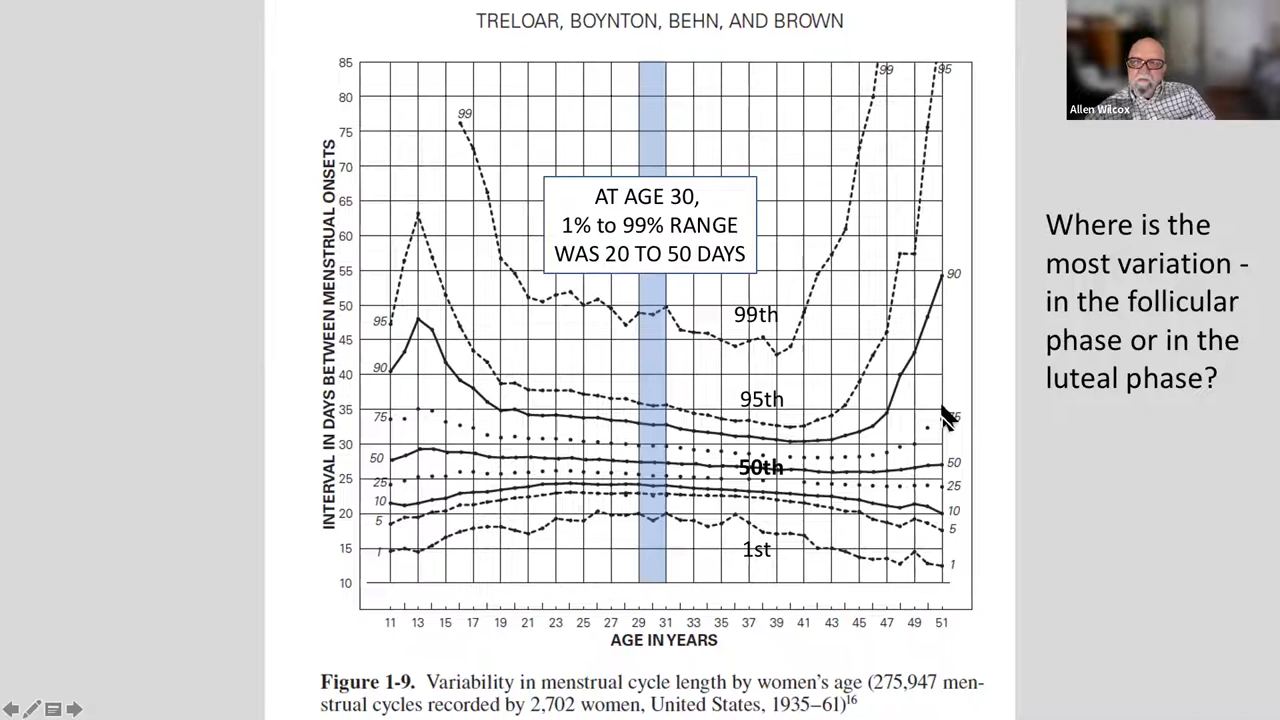 TRELOAR, BOYNTON, BEHN, AND BROWN
Allen Wilcox
INTERVAL IN DAYS BETWEEN MENSTRUAL ONSETS
85
80
75
70
65
60
55
50
45
40
35
30
25
20
15
10
99
95
90
75
50
25
10
5
1
AT AGE 30,
1% to 99% RANGE
WAS 20 TO 50 DAYS
99th
95th
50th
1st
99
95
90
50
25
10
5
1
11 13 15 17 19 21 23 25 27 29 31 33 35 37 39 41 43 45 47 49 51
AGE IN YEARS
Where is the
most variation -
in the follicular
phase or in the
luteal phase?
Figure 1-9. Variability in menstrual cycle length by women's age (275,947 men-
strual cycles recorded by 2,702 women, United States, 1935–61)16